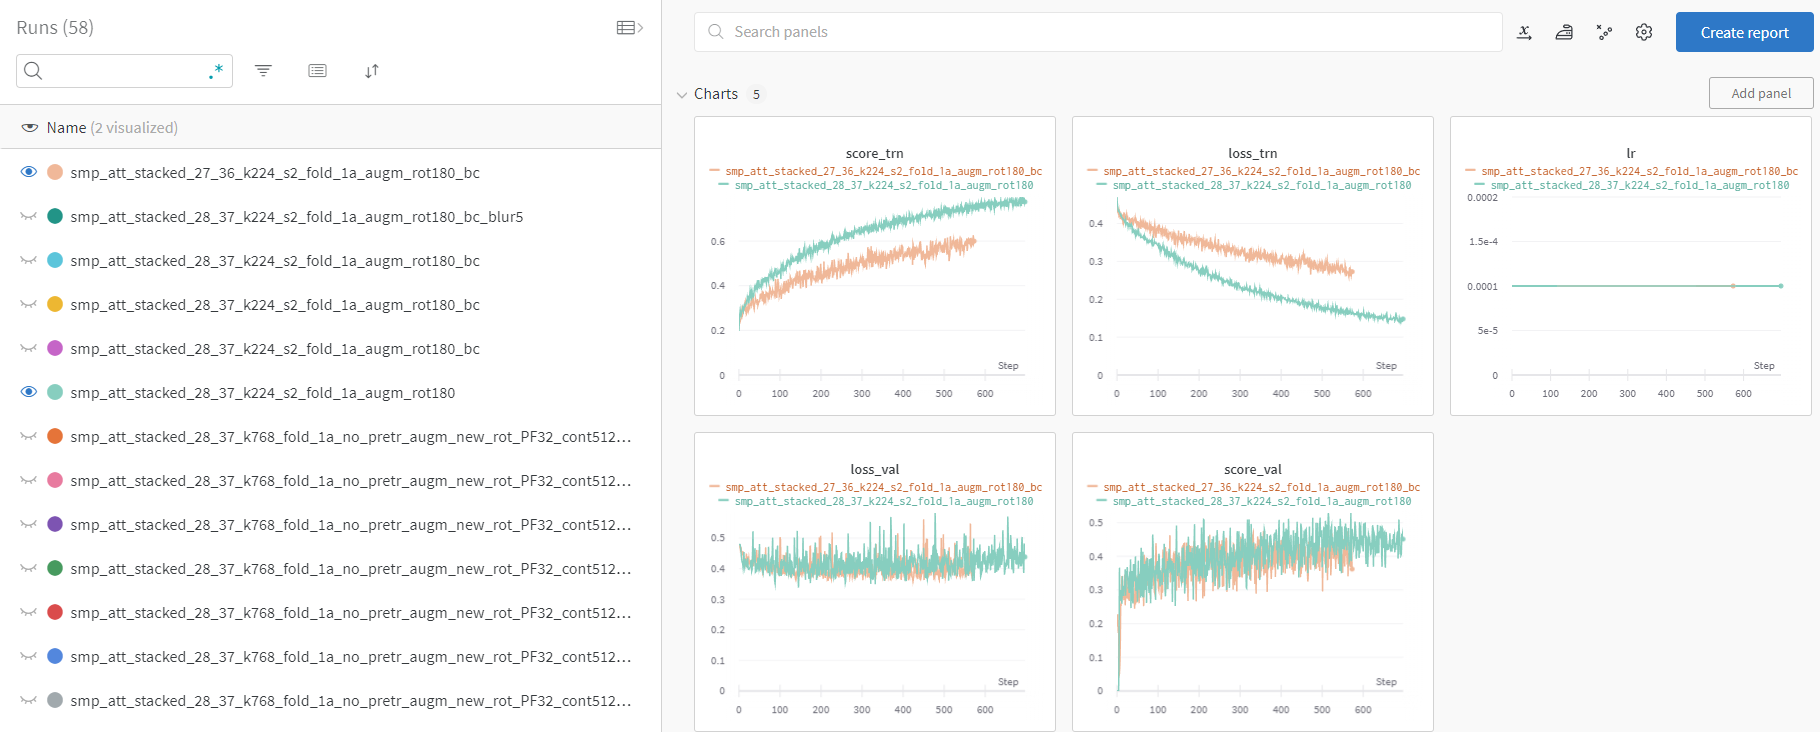 Runs (58)
.*
Name (2 visualized)
smp_att_stacked_27_36_k224_s2_fold_1a_augm_rot180_bc
smp_att_stacked_28_37_k224_s2_fold_1a_augm_rot180_bc_blur5
smp_att_stacked_28_37_k224_s2_fold_1a_augm_rot180_bc
smp_att_stacked_28_37_k224_s2_fold_1a_augm_rot180_bc
smp_att_stacked_28_37_k224_s2_fold_1a_augm_rot180_bc
smp_att_stacked_28_37_k224_s2_fold_1a_augm_rot180
smp_att_stacked_28_37_k768_fold_1a_no_pretr_augm_new_rot_PF32_cont512...
smp_att_stacked_28_37_k768_fold_1a_no_pretr_augm_new_rot_PF32_cont512...
smp_att_stacked_28_37_k768_fold_1a_no_pretr_augm_new_rot_PF32_cont512...
smp_att_stacked_28_37_k768_fold_1a_no_pretr_augm_new_rot_PF32_cont512...
smp_att_stacked_28_37_k768_fold_1a_no_pretr_augm_new_rot_PF32_cont512...
smp_att_stacked_28_37_k768_fold_1a_no_pretr_augm_new_rot_PF32_cont512...
smp_att_stacked_28_37_k768_fold_1a_no_pretr_augm_new_rot_PF32_cont512...
Search panels
x
Create report
Charts 5
Add panel
score_trn
smp_att_stacked_27_36_k224_s2_fold_1a_augm_rot180_bc
smp_att_stacked_28_37_k224_s2_fold_1a_augm_rot180
0.6
0.4
0.2
0
Step
0 100 200 300 400 500 600
loss_trn
smp_att_stacked_27_36_k224_s2_fold_1a_augm_rot180_bc
smp_att_stacked_28_37_k224_s2_fold_1a_augm_rot180
0.4
0.3
0.2
0.1
0
Step
0 100 200 300 400 500 600
lr
smp_att_stacked_27_36_k224_s2_fold_1a_augm_rot180_bc
smp_att_stacked_28_37_k224_s2_fold_1a_augm_rot180
0.0002
1.5e-4
0.0001
5e-5
0
Step
0 100 200 300 400 500 600
loss_val
smp_att_stacked_27_36_k224_s2_fold_1a_augm_rot180_bc
smp_att_stacked_28_37_k224_s2_fold_1a_augm_rot180
0.5
0.4
0.3
0.2
0.1
0
Step
0 100 200 300 400 500 600
score_val
smp_att_stacked_27_36_k224_s2_fold_1a_augm_rot180_bc
smp_att_stacked_28_37_k224_s2_fold_1a_augm_rot180
0.5
0.4
0.3
0.2
0.1
0
Step
0 100 200 300 400 500 600